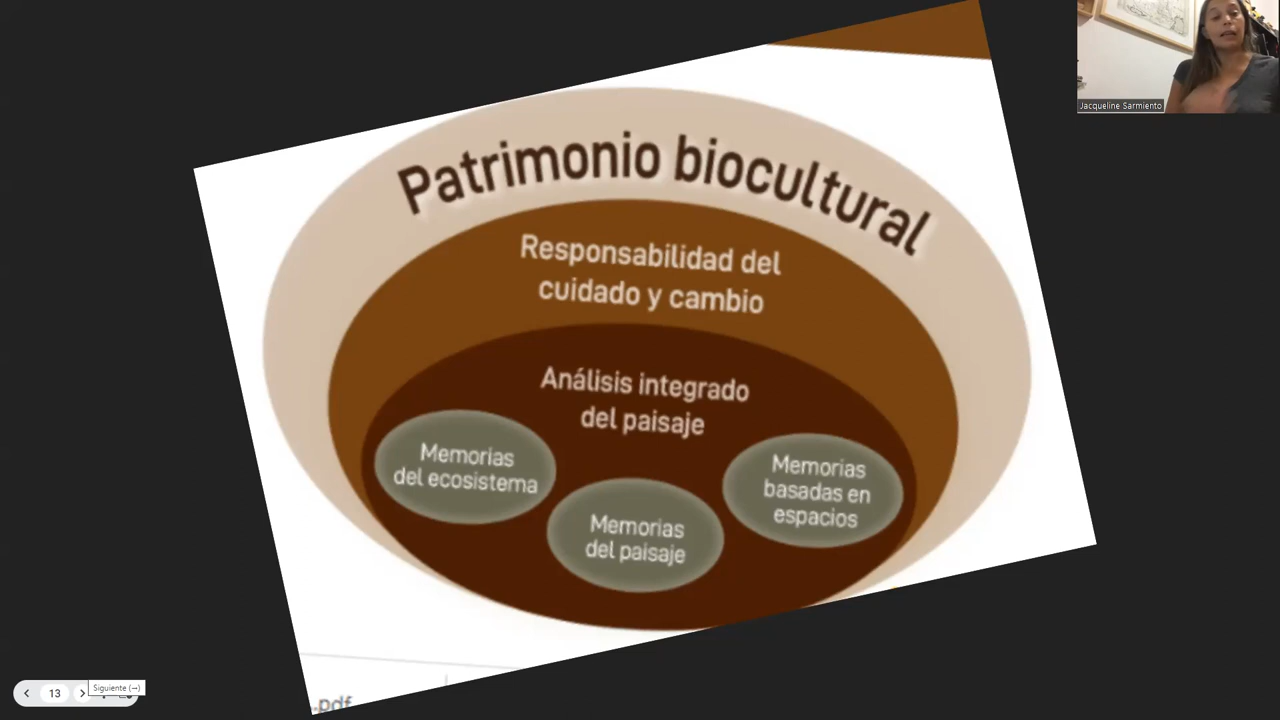 Jacqueline Sarmiento
Patrimonio biocultural
Responsabilidad del
cuidado y cambio
Análisis integrado
del paisaje
Memorias
del ecosistema
Memorias
del paisaje
Memorias
basadas en
espacios
-pdf
Siguiente (→)
13